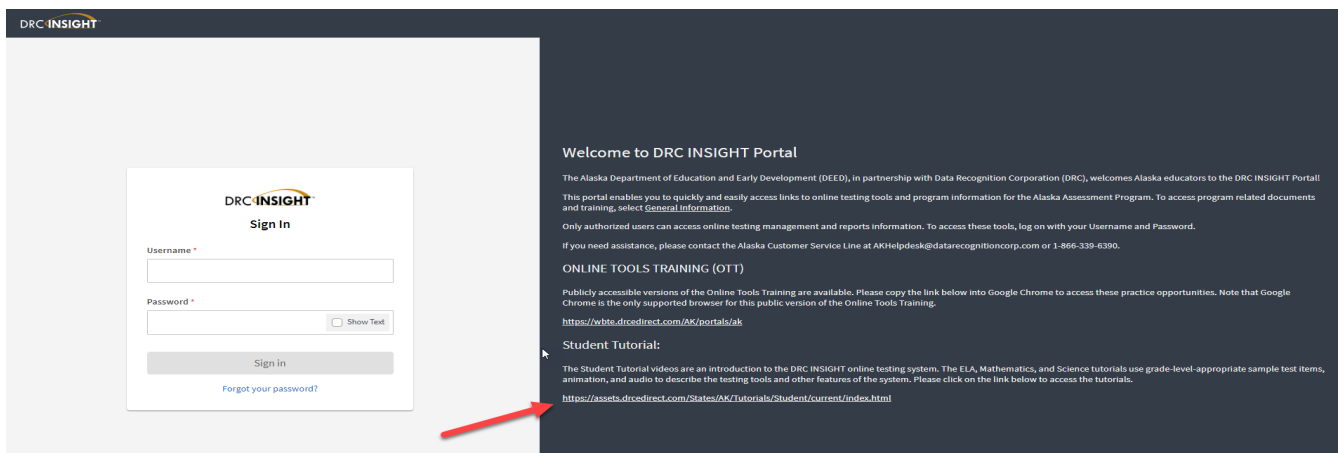 DRC INSIGHT
DRC INSIGHT
Sign In
Username *
Password *
Show Text
Sign in
Forgot your password?
Welcome to DRC INSIGHT Portal
The Alaska Department of Education and Early Development (DEED), in partnership with Data Recognition Corporation (DRC), welcomes Alaska educators to the DRC INSIGHT Portal!
This portal enables you to quickly and easily access links to online testing tools and program information for the Alaska Assessment Program. To access program related documents
and training, select General Information.
Only authorized users can access online testing management and reports information. To access these tools, log on with your Username and Password.
If you need assistance, please contact the Alaska Customer Service Line at AKHelpdesk@datarecognitioncorp.com or 1-866-339-6390.
ONLINE TOOLS TRAINING (OTT)
Publicly accessible versions of the Online Tools Training are available. Please copy the link below into Google Chrome to access these practice opportunities. Note that Google
Chrome is the only supported browser for this public version of the Online Tools Training.
https://wbte.drcedirect.com/AK/portals/ak
Student Tutorial:
The Student Tutorial videos are an introduction to the DRC INSIGHT online testing system. The ELA, Mathematics, and Science tutorials use grade-level-appropriate sample test items,
animation, and audio to describe the testing tools and other features of the system. Please click on the link below to access the tutorials.
https://assets.drcedirect.com/States/AK/Tutorials/Student/current/index.html